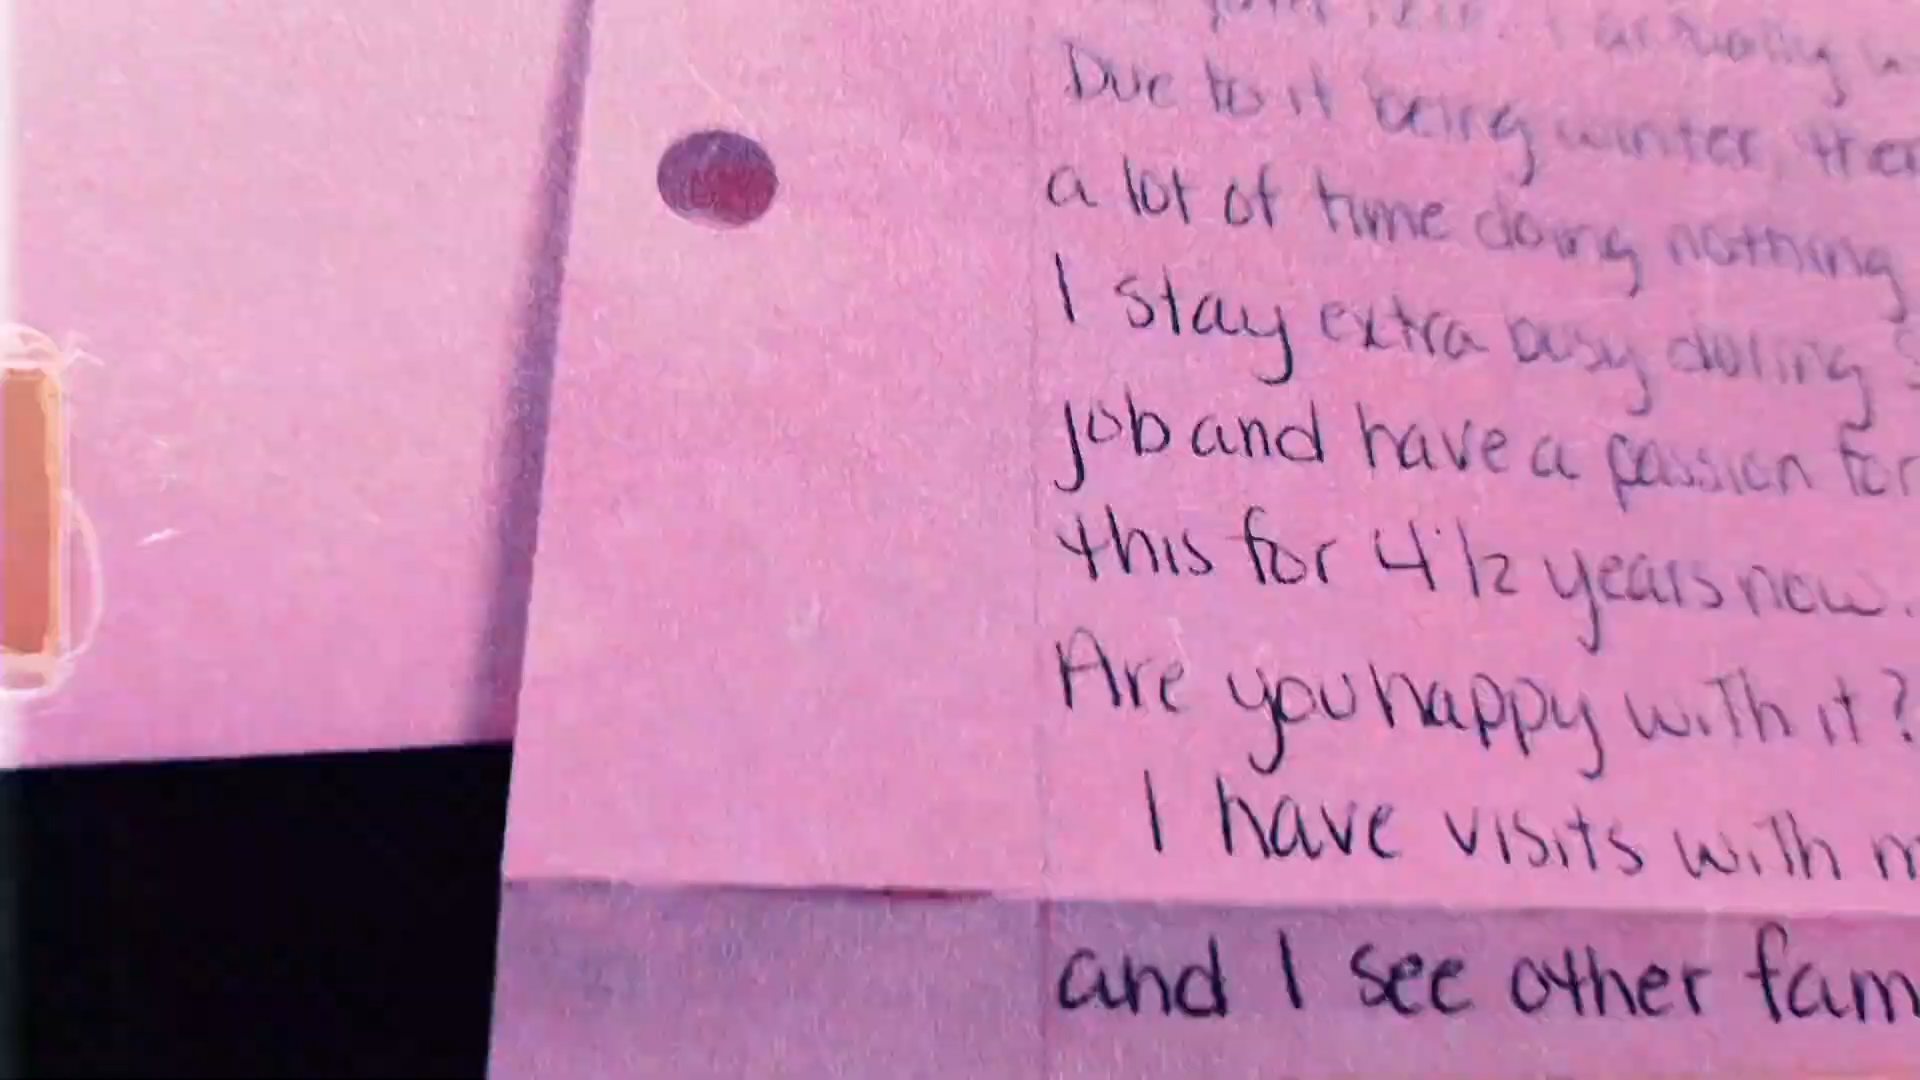 Due to it being winter, ther
a lot of time doing nothing
I stay extra busy doing
job and have a passion for
this for 4 1/2 years now.
Are you happy with it?
I have visits with m
and I see other fam